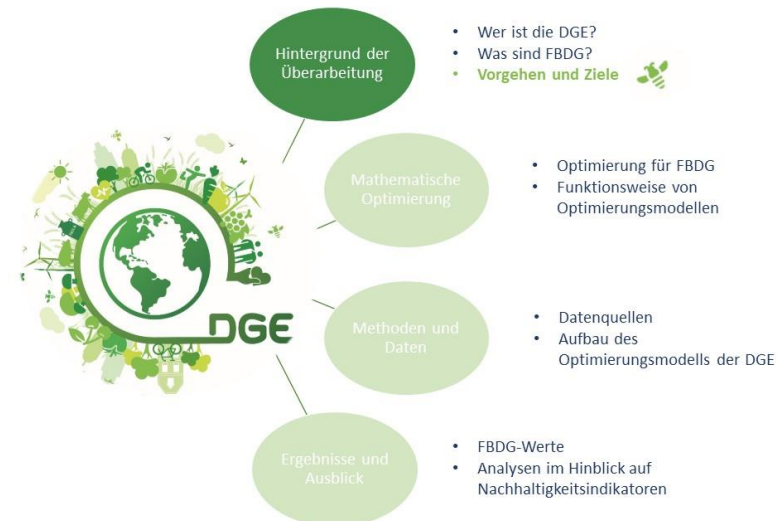 Hintergrund der
Überarbeitung
• Wer ist die DGE?
• Was sind FBDG?
• Vorgehen und Ziele
Mathematische
Optimierung
• Optimierung für FBDG
• Funktionsweise von
Optimierungsmodellen
DGE
Methoden und
Daten
• Datenquellen
• Aufbau des
Optimierungsmodells der DGE
Ergebnisse und
Ausblick
• FBDG-Werte
• Analysen im Hinblick auf
Nachhaltigkeitsindikatoren